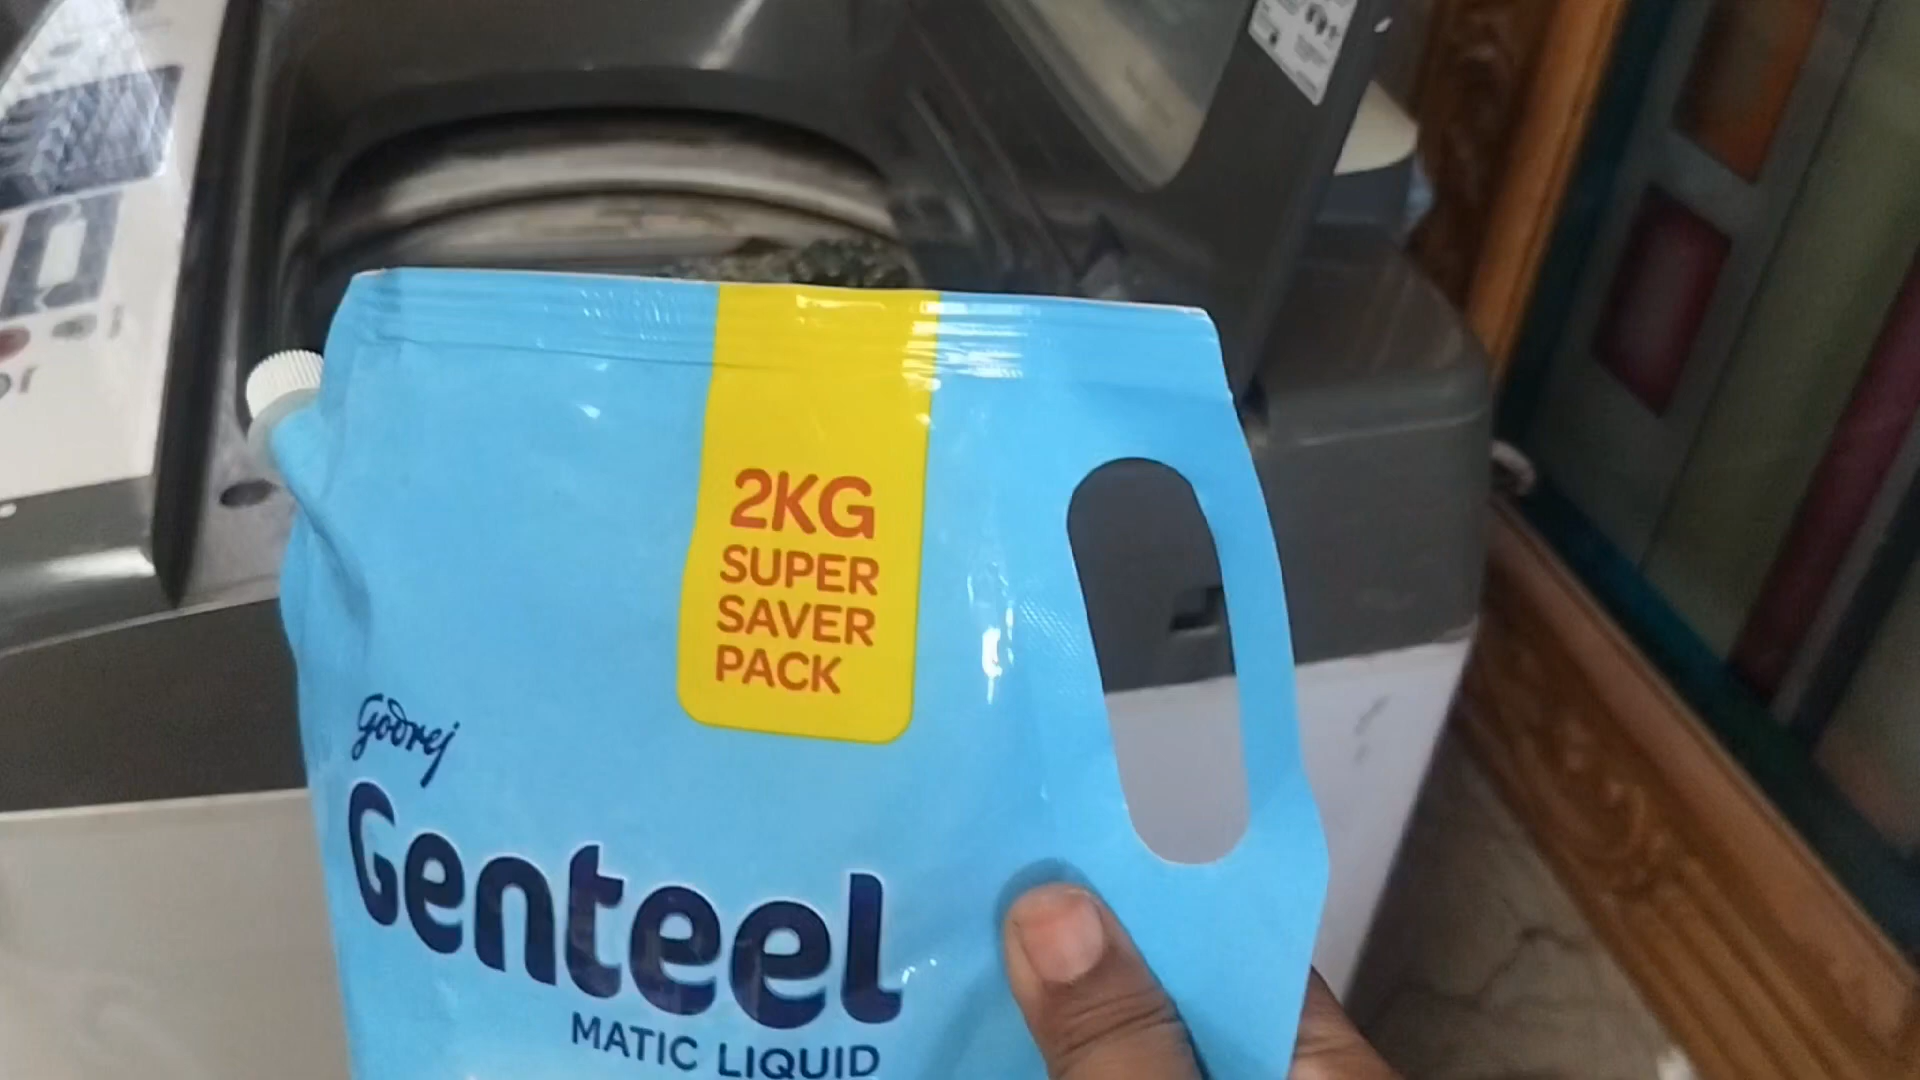 2KG
SUPER
SAVER
PACK
Godrej
Genteel
MATIC LIQUID